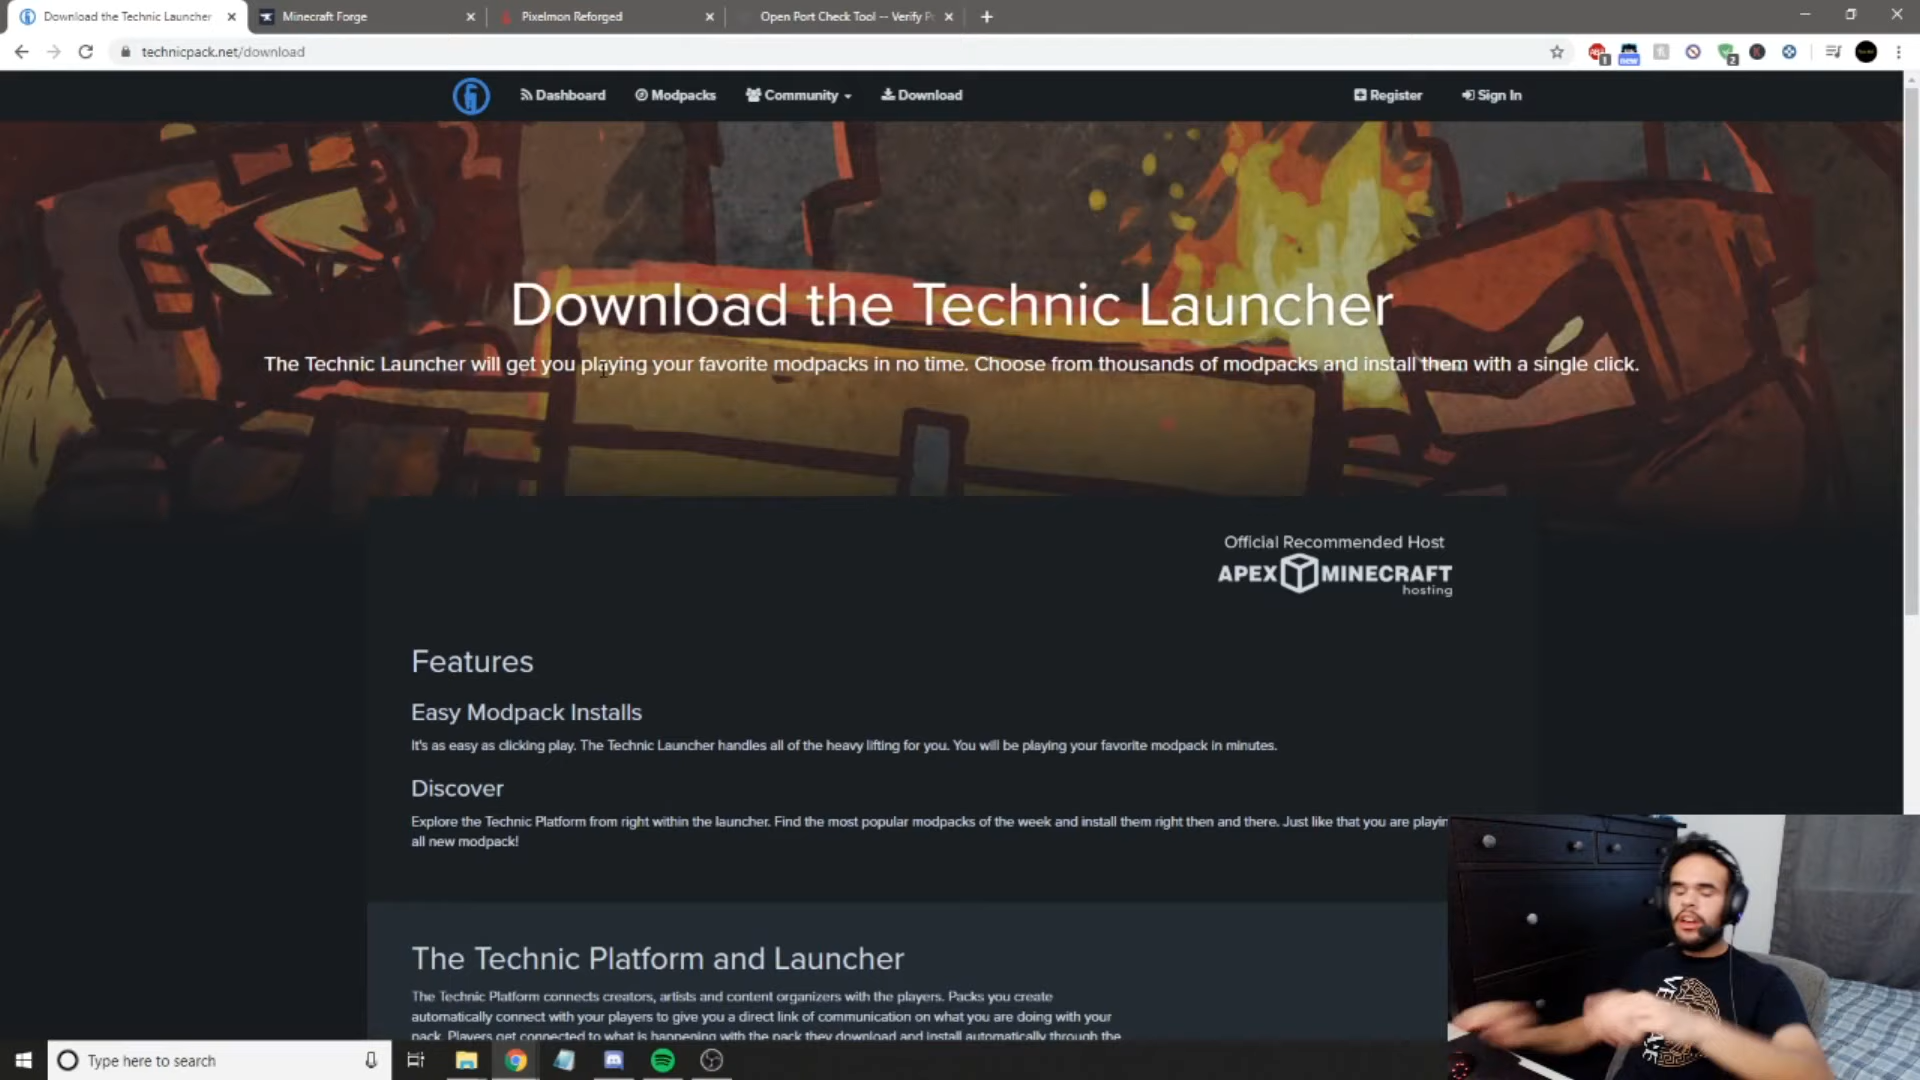 Download the Technic Launcher
Minecraft Forge
Pixelmon Reforged
Open Port Check Tool -- Verify
technicpack.net/download
1
new
2
Dashboard
Modpacks
Community
Download
Register
Sign In
Download the Technic Launcher
The Technic Launcher will get you playing your favorite modpacks in no time. Choose from thousands of modpacks and install them with a single click.
Official Recommended Host
APEX MINECRAFT
hosting
Features
Easy Modpack Installs
It's as easy as clicking play. The Technic Launcher handles all of the heavy lifting for you. You will be playing your favorite modpack in minutes.
Discover
Explore the Technic Platform from right within the launcher. Find the most popular modpacks of the week and install them right then and there. Just like that you are playin
all new modpack!
The Technic Platform and Launcher
The Technic Platform connects creators, artists and content organizers with the players. Packs you create
automatically connect with your players to give you a direct link of communication on what you are doing with your
pack. Players get connected to what is happening with the pack they download and install automatically through the
Type here to search